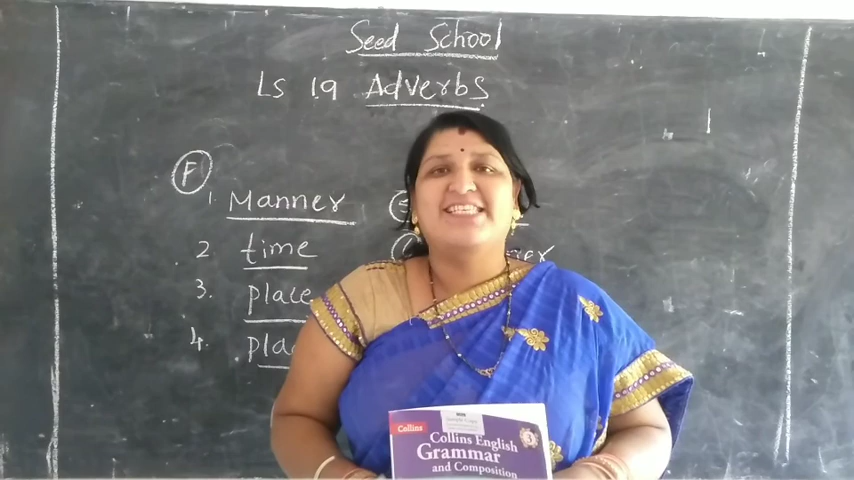 Seed School
Ls 19 Adverbs
F
1. Manner
2 time
3. place
4.
Collins
Collins English
Grammar
and Composition